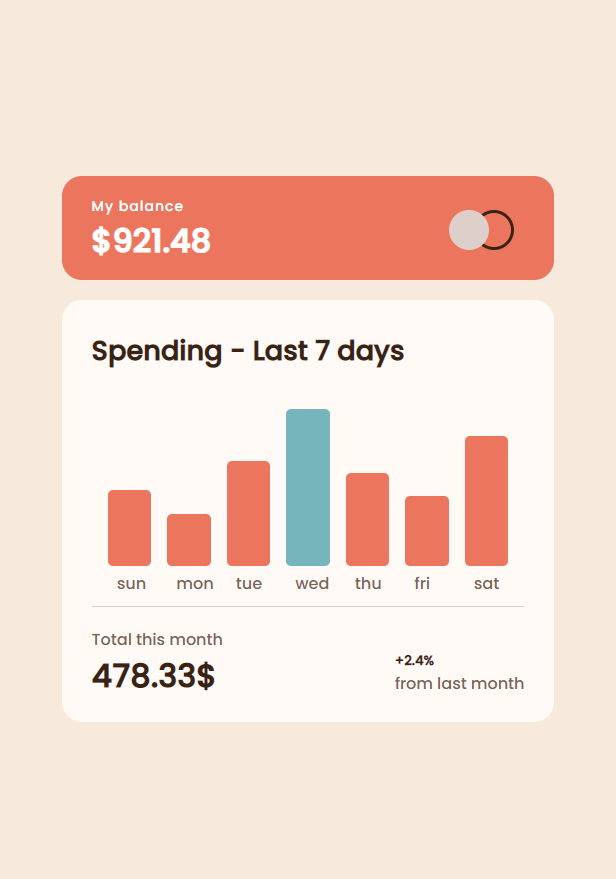 My balance
$921.48
Spending - Last 7 days
sun mon tue wed thu fri sat
Total this month
478.33$
+2.4%
from last month